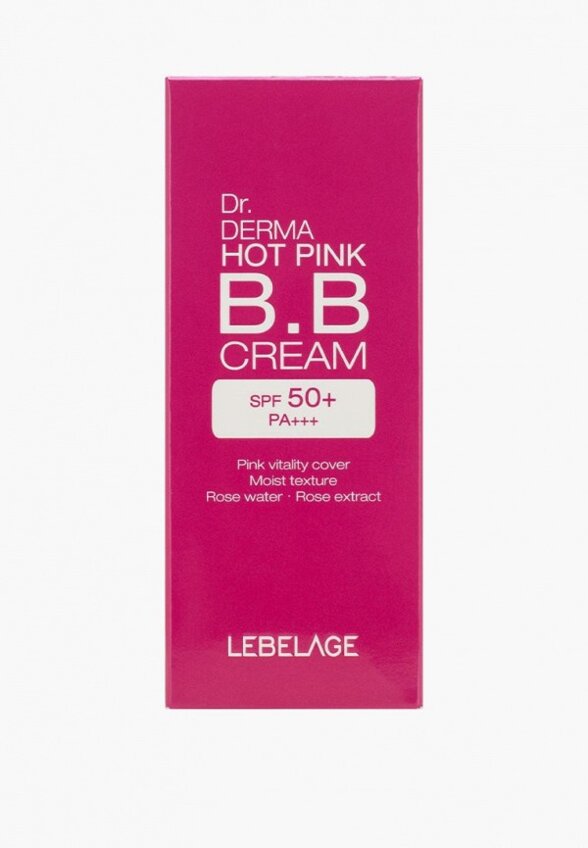 Dr.
DERMA
HOT PINK
B.B
CREAM
SPF 50+
PA+++
Pink vitality cover
Moist texture
Rose water · Rose extract
LEBELAGE